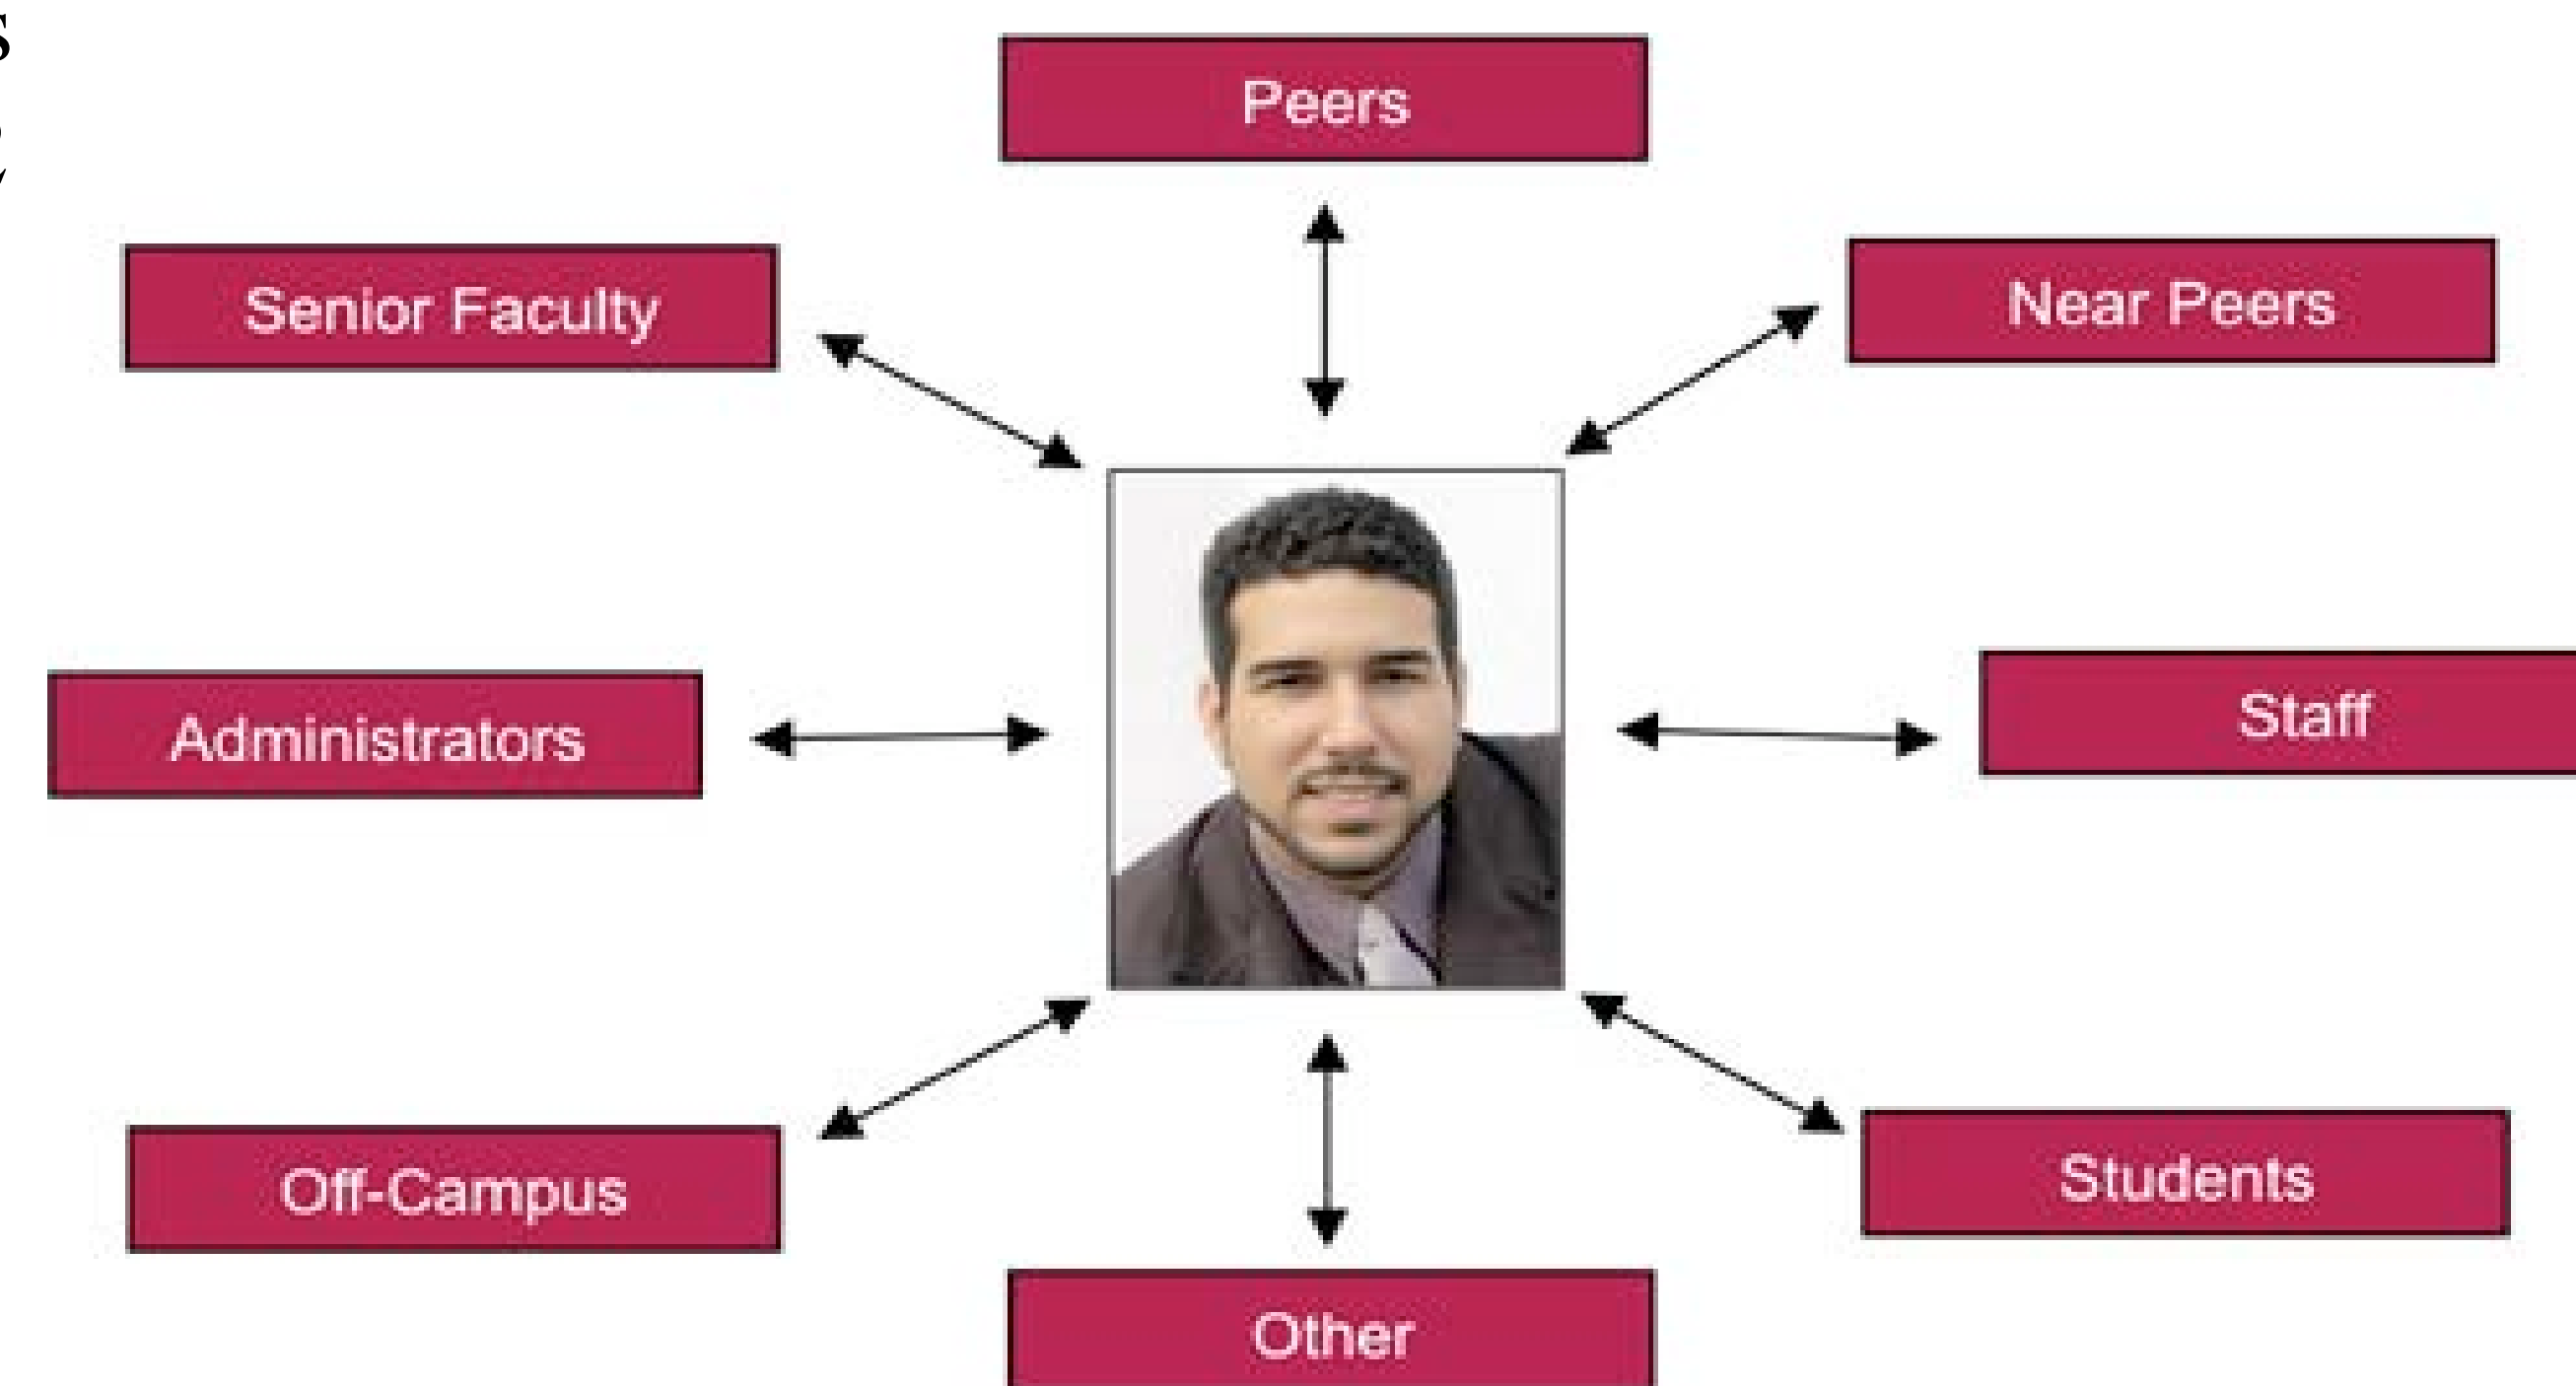 Peers
Senior Faculty
Near Peers
Administrators
Staff
Off-Campus
Students
Other